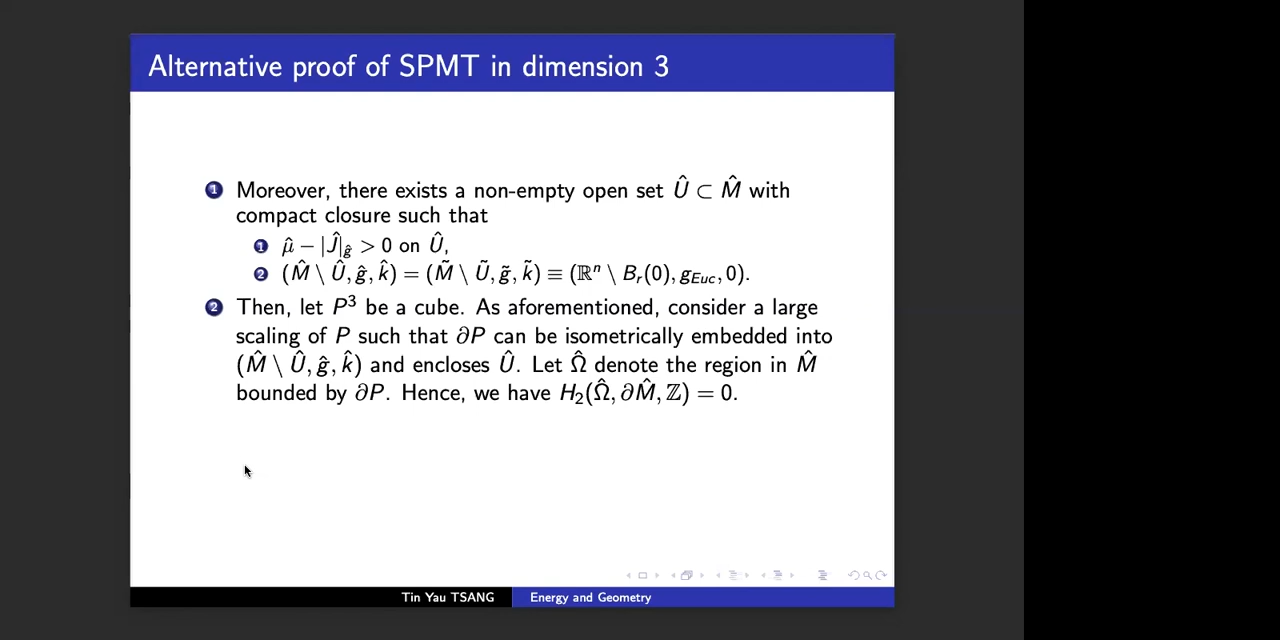 Alternative proof of SPMT in dimension 3
1 Moreover, there exists a non-empty open set Û ⊂ M̂ with
compact closure such that
1 μ̂ − |Ĵ|_ĝ > 0 on Û,
2 (M̂ \ Û, ĝ, k̂) = (M̃ \ Ũ, g̃, k̃) ≡ (ℝⁿ \ B_r(0), g_Euc, 0).
2 Then, let P³ be a cube. As aforementioned, consider a large
scaling of P such that ∂P can be isometrically embedded into
(M̂ \ Û, ĝ, k̂) and encloses Û. Let Ω̂ denote the region in M̂
bounded by ∂P. Hence, we have H₂(Ω̂, ∂M̂, ℤ) = 0.
Tin Yau TSANG Energy and Geometry